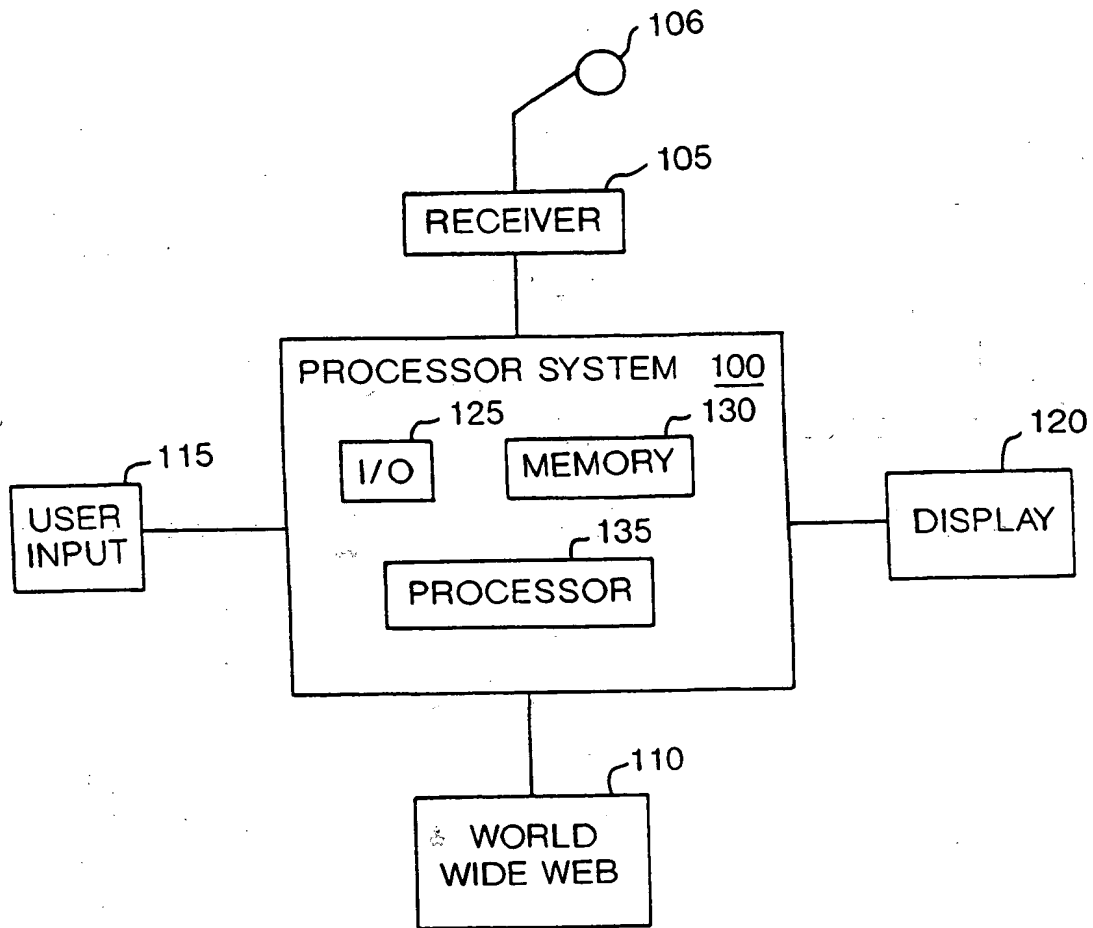 106
105
RECEIVER
PROCESSOR SYSTEM 100
125
130
I/O
MEMORY
120
115
USER
INPUT
DISPLAY
135
PROCESSOR
110
WORLD
WIDE WEB